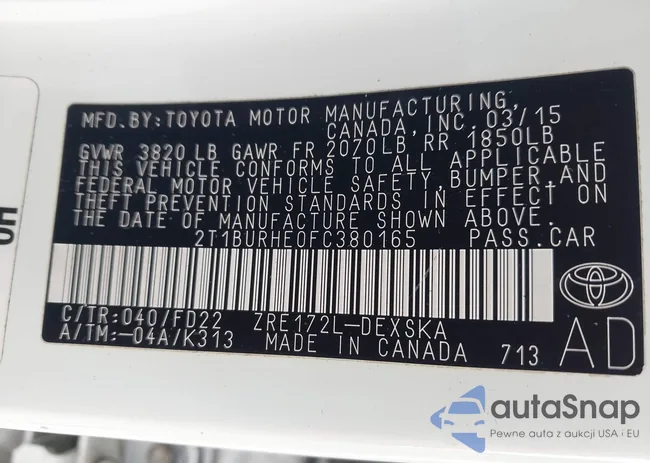 MFD.BY:TOYOTA MOTOR MANUFACTURING,
CANADA, INC. 03/15
GVWR 3820 LB GAWR FR 2070LB, RR 1850LB
THIS VEHICLE CONFORMS TO ALL APPLICABLE
FEDERAL MOTOR VEHICLE SAFETY, BUMPER, AND
THEFT PREVENTION STANDARDS IN EFFECT ON
THE DATE OF MANUFACTURE SHOWN ABOVE.
2T1BURHE0FC380165 PASS.CAR
C/TR:040/FD22 ZRE172L-DEXSKA
A/TM:-04A/K313 MADE IN CANADA 713 AD
autaSnap
Pewne auta z aukcji USA i EU